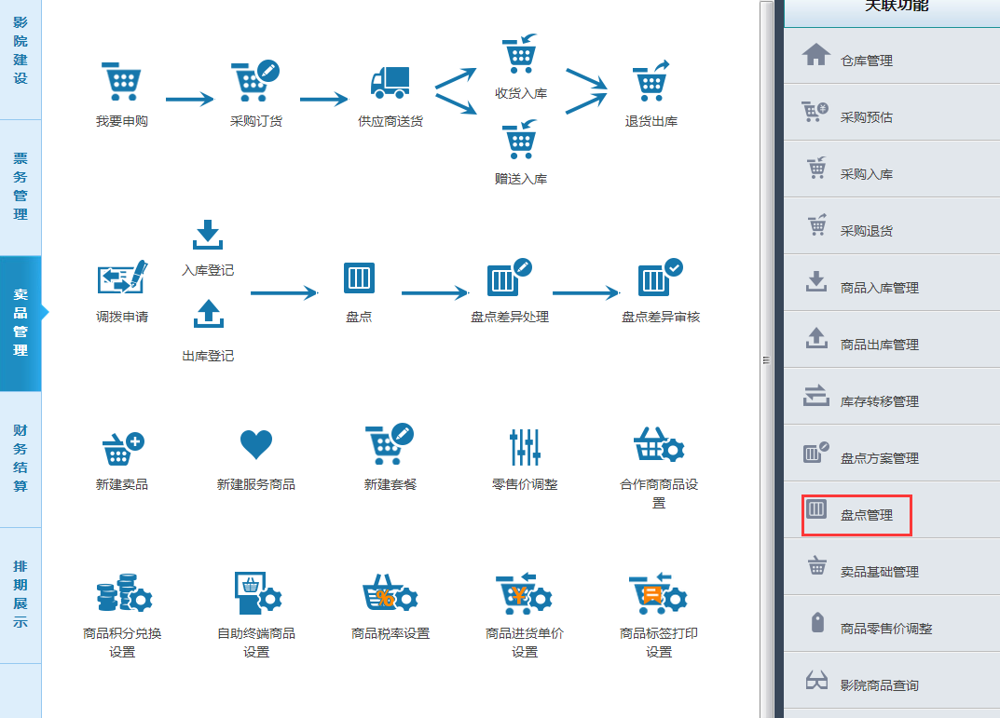 影院建设
票务管理
卖品管理
财务结算
排期展示
我要申购
采购订货
供应商送货
收货入库
赠送入库
退货出库
调拨申请
入库登记
出库登记
盘点
盘点差异处理
盘点差异审核
新建卖品
新建服务商品
新建套餐
零售价调整
合作商商品设
置
商品积分兑换
设置
自助终端商品
设置
商品税率设置
商品进货单价
设置
商品标签打印
设置
关联功能
仓库管理
采购预估
采购入库
采购退货
商品入库管理
商品出库管理
库存转移管理
盘点方案管理
盘点管理
卖品基础管理
商品零售价调整
影院商品查询